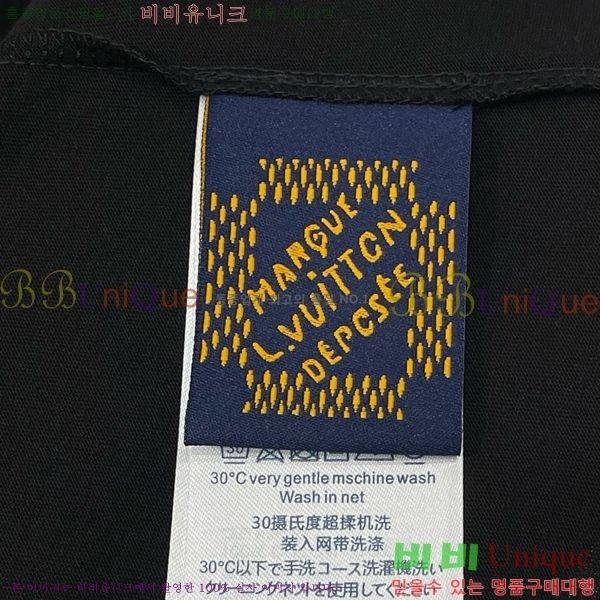 비비유니크
BBUnique
BBUnique
MARQUE
L.VUITTON
DEPOSÉE
30
30°C very gentle mschine wash
Wash in net
30摄氏度超揉机洗
装入网带洗涤
30℃以下で手洗コース洗濯機洗い
비비 Unique
믿을수 있는 명품구매대행